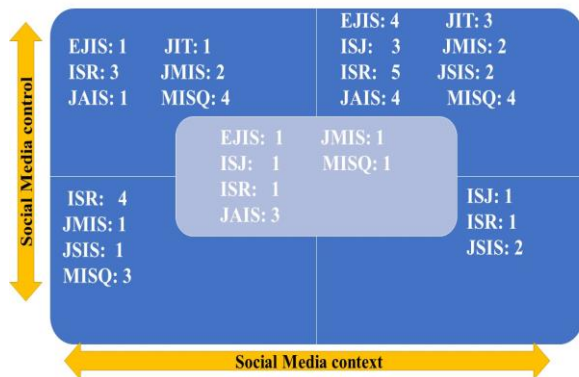 EJIS: 1 JIT: 1
ISR: 3 JMIS: 2
JAIS: 1 MISQ: 4
EJIS: 4 JIT: 3
ISJ: 3 JMIS: 2
ISR: 5 JSIS: 2
JAIS: 4 MISQ: 4
EJIS: 1 JMIS: 1
ISJ: 1 MISQ: 1
ISR: 1
JAIS: 3
ISR: 4
JMIS: 1
JSIS: 1
MISQ: 3
ISJ: 1
ISR: 1
JSIS: 2
Social Media control
Social Media context